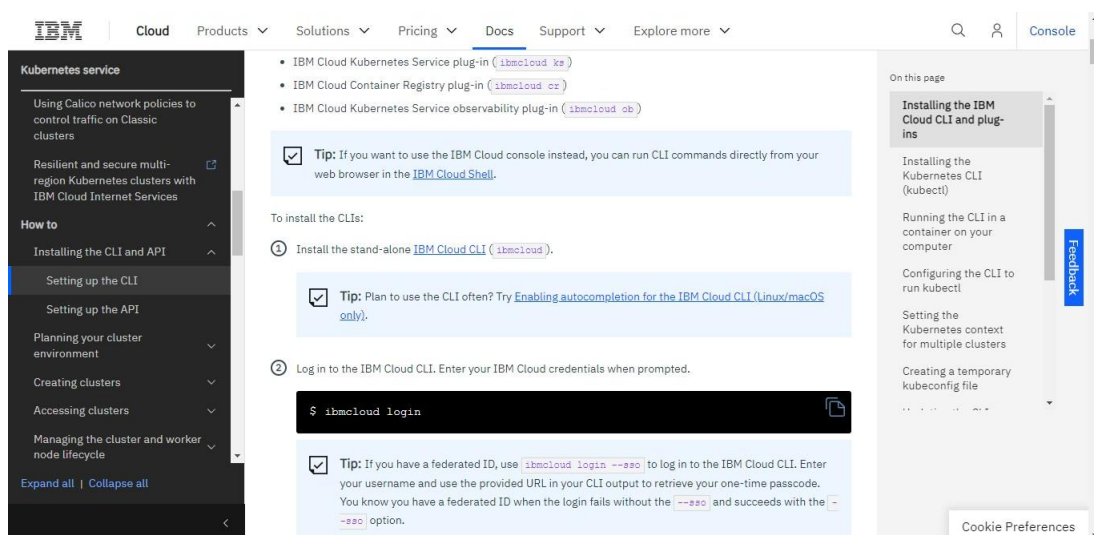 IBM Cloud Products Solutions Pricing Docs Support Explore more Console
Kubernetes service
Using Calico network policies to
control traffic on Classic
clusters
Resilient and secure multi-
region Kubernetes clusters with
IBM Cloud Internet Services
How to
Installing the CLI and API
Setting up the CLI
Setting up the API
Planning your cluster
environment
Creating clusters
Accessing clusters
Managing the cluster and worker
node lifecycle
Expand all | Collapse all
• IBM Cloud Kubernetes Service plug-in (ibmcloud ks)
• IBM Cloud Container Registry plug-in (ibmcloud cr)
• IBM Cloud Kubernetes Service observability plug-in (ibmcloud ob)
Tip: If you want to use the IBM Cloud console instead, you can run CLI commands directly from your
web browser in the IBM Cloud Shell.
To install the CLIs:
1 Install the stand-alone IBM Cloud CLI (ibmcloud).
Tip: Plan to use the CLI often? Try Enabling autocompletion for the IBM Cloud CLI (Linux/macOS
only).
2 Log in to the IBM Cloud CLI. Enter your IBM Cloud credentials when prompted.
$ ibmcloud login
Tip: If you have a federated ID, use ibmcloud login --sso to log in to the IBM Cloud CLI. Enter
your username and use the provided URL in your CLI output to retrieve your one-time passcode.
You know you have a federated ID when the login fails without the --sso and succeeds with the -
-sso option.
On this page
Installing the IBM
Cloud CLI and plug-
ins
Installing the
Kubernetes CLI
(kubectl)
Running the CLI in a
container on your
computer
Configuring the CLI to
run kubectl
Setting the
Kubernetes context
for multiple clusters
Creating a temporary
kubeconfig file
Feedback
Cookie Preferences